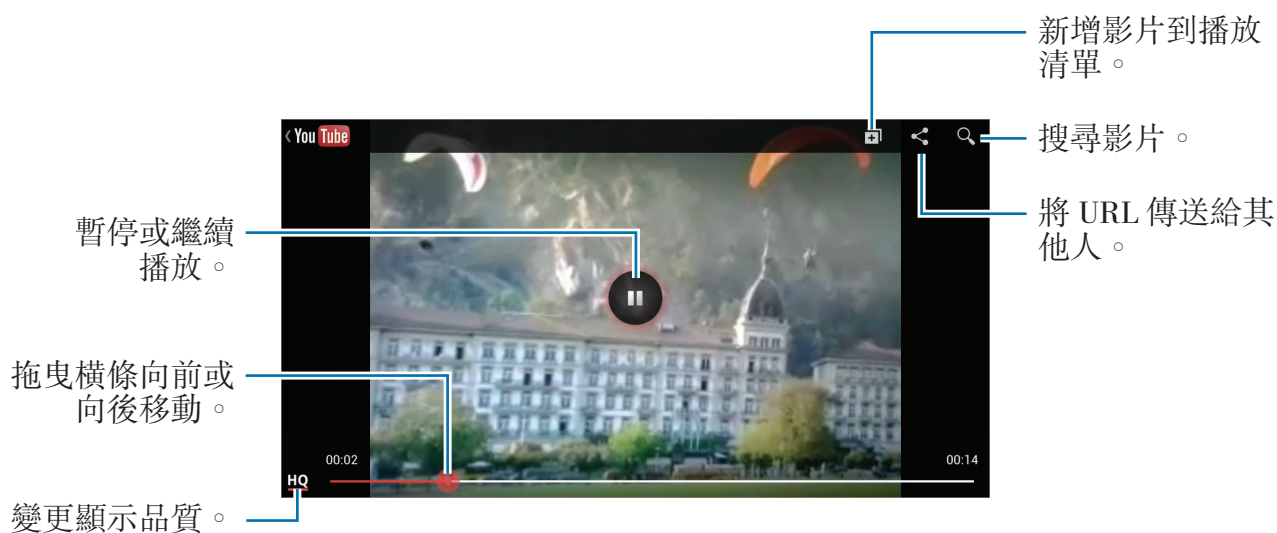 新增影片到播放
清單。
You Tube
搜尋影片。
將 URL 傳送給其
他人。
暫停或繼續
播放。
拖曳橫條向前或
向後移動。
00:02
00:14
HQ
變更顯示品質。